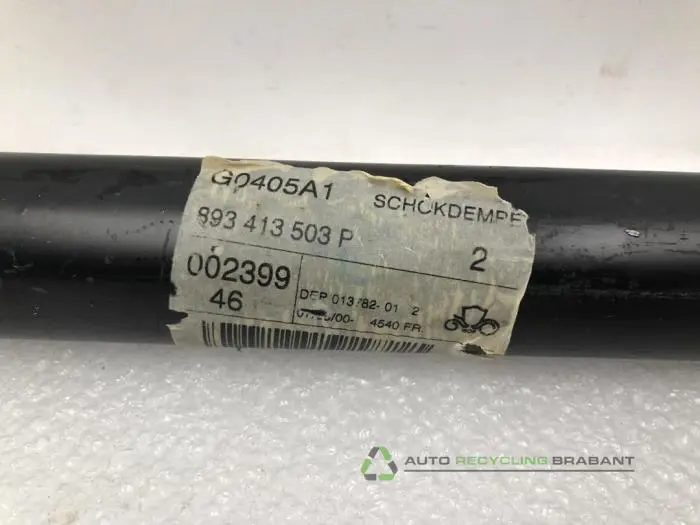 G0405A1 SCHOKDEMPE
893 413 503 P 2
002399
46
DEP 013782-01 2
4540 FR.
AUTO RECYCLING BRABANT